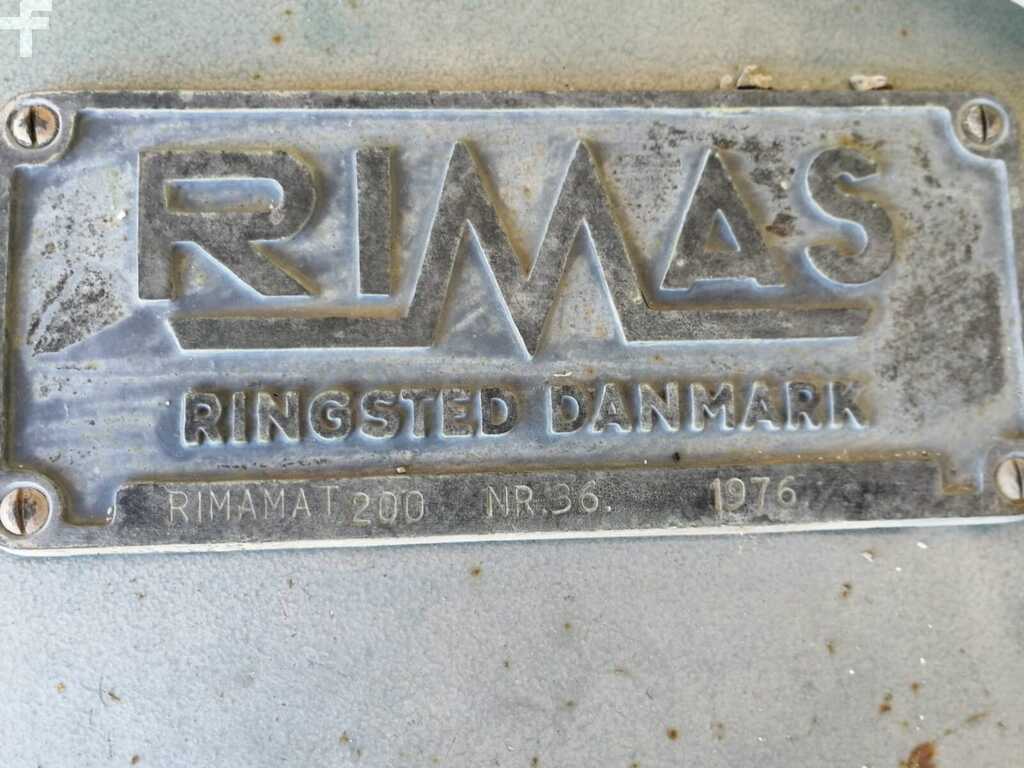 RIMAS
RINGSTED DANMARK
RIMAMAT 200 NR.36. 1976